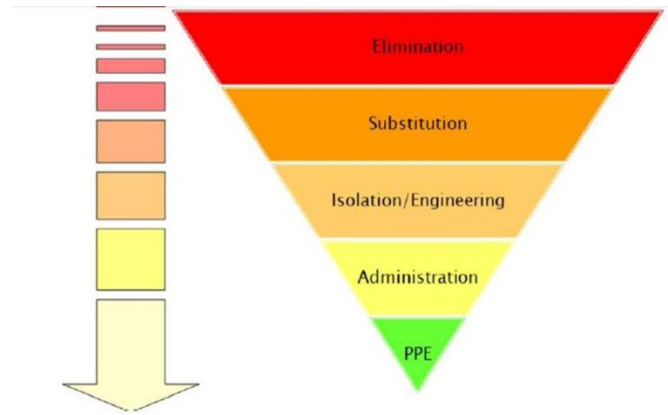 Elimination
Substitution
Isolation/Engineering
Administration
PPE